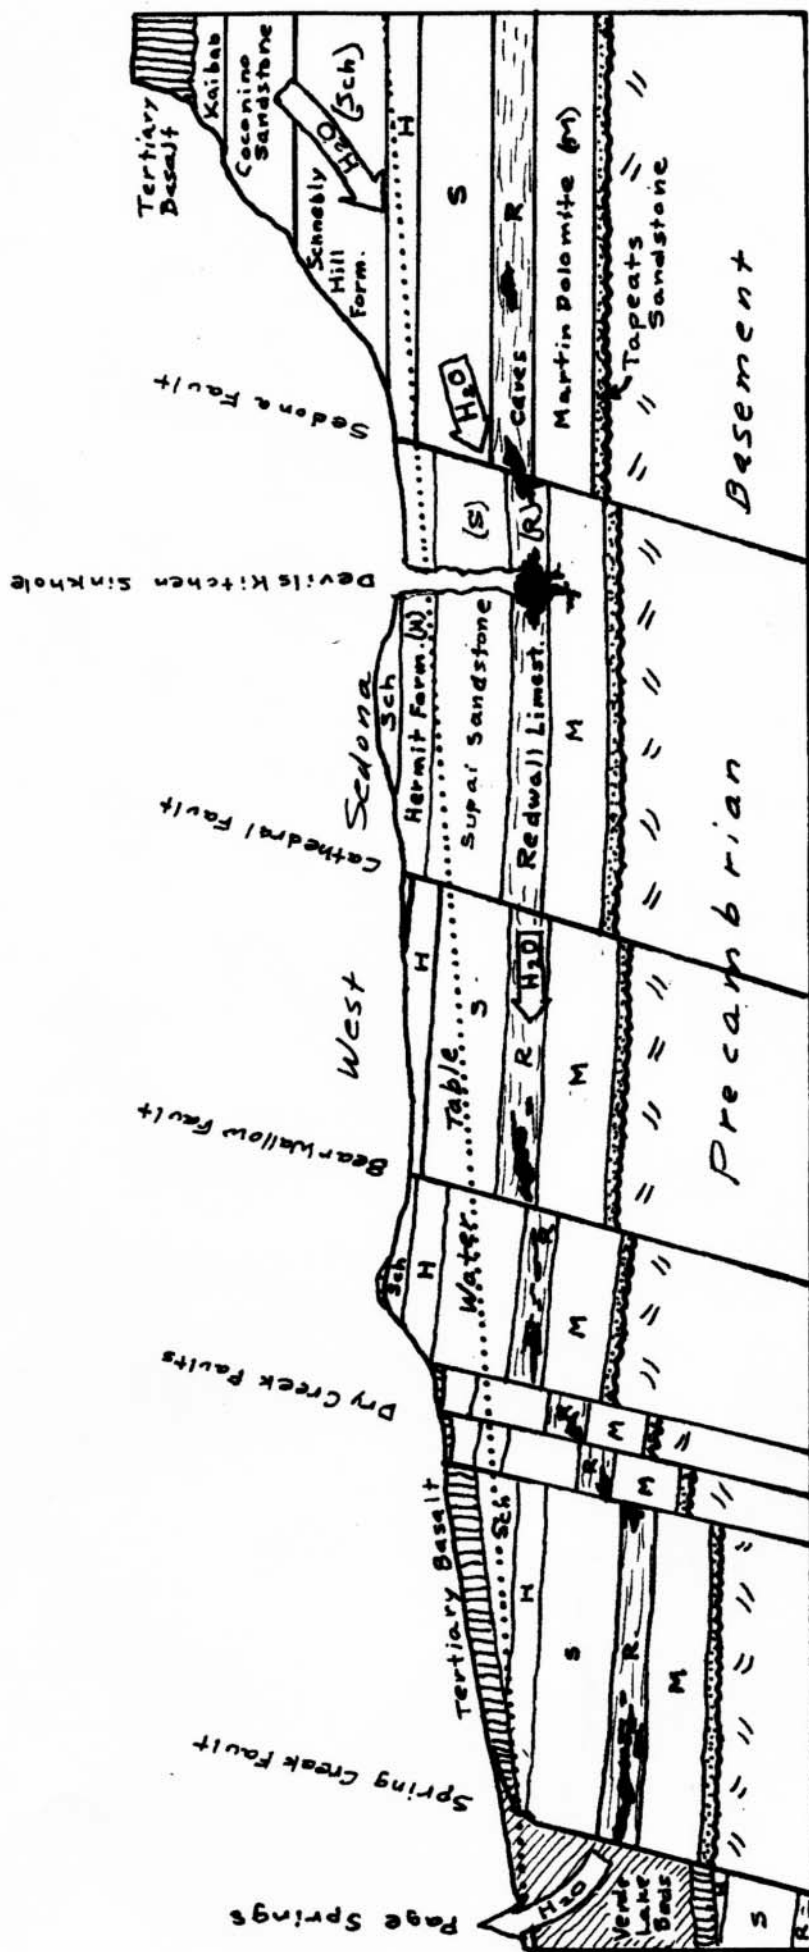 Page Springs
Spring Creek Fault
Dry Creek Faults
Bear Wallow Fault
Cathedral Fault
Devils Kitchen Sinkhole
Sedona Fault
West Sedona
Tertiary
Basalt
Kaibab
Coconino
Sandstone
H2O
(Sch)
Schnebly
Hill
Form.
H
S
H2O
R
caves
Martin Dolomite (M)
Tapeats
Sandstone
Sch
Hermit Form. (H)
(S)
Supai Sandstone
(R)
Redwall Limest.
M
H
S
H2O
R
M
Water Table
Sch
H
R
M
R
M
R
M
Tertiary Basalt
Sch
H
S
R
M
H2O
Verde
Lake
Beds
H
S
R
Precambrian Basement